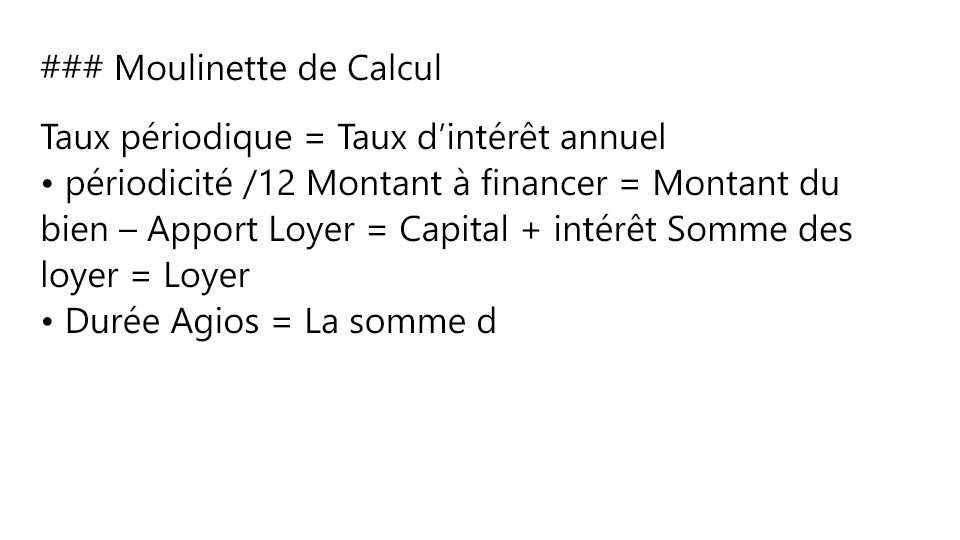 ### Moulinette de Calcul
Taux périodique = Taux d’intérêt annuel
• périodicité /12 Montant à financer = Montant du
bien – Apport Loyer = Capital + intérêt Somme des
loyer = Loyer
• Durée Agios = La somme d